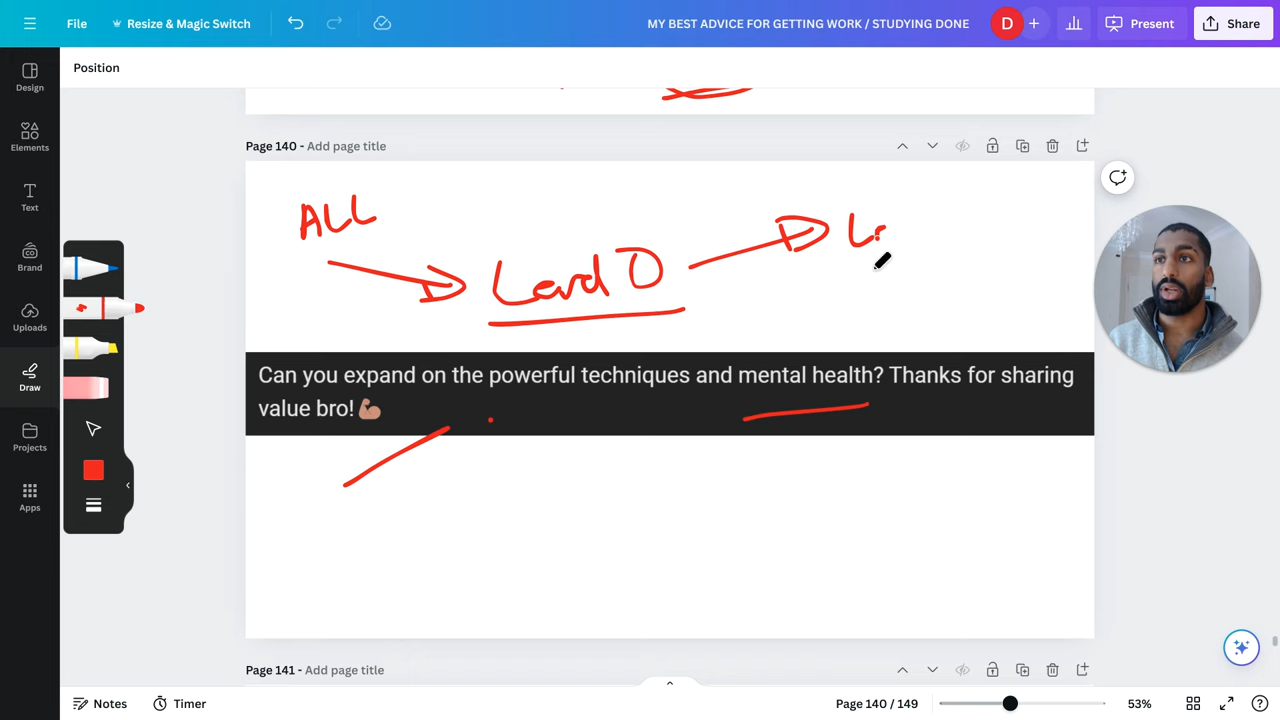 File
Resize & Magic Switch
MY BEST ADVICE FOR GETTING WORK / STUDYING DONE
D
Present
Share
Position
Design
Elements
Text
Brand
Uploads
Draw
Projects
Apps
Page 140 - Add page title
ALL
Can you expand on the powerful techniques and mental health? Thanks for sharing
value bro!💪🏽
Page 141 - Add page title
Notes
Timer
Page 140 / 149
53%